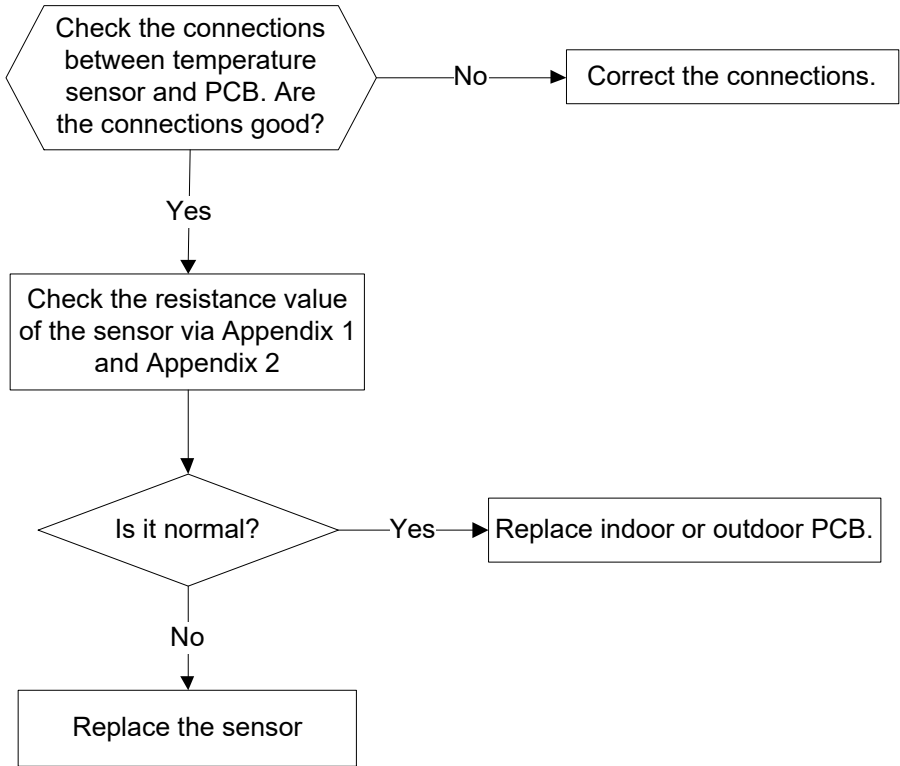 Check the connections
between temperature
sensor and PCB. Are
the connections good?
No
Correct the connections.
Yes
Check the resistance value
of the sensor via Appendix 1
and Appendix 2
Is it normal?
Yes
Replace indoor or outdoor PCB.
No
Replace the sensor